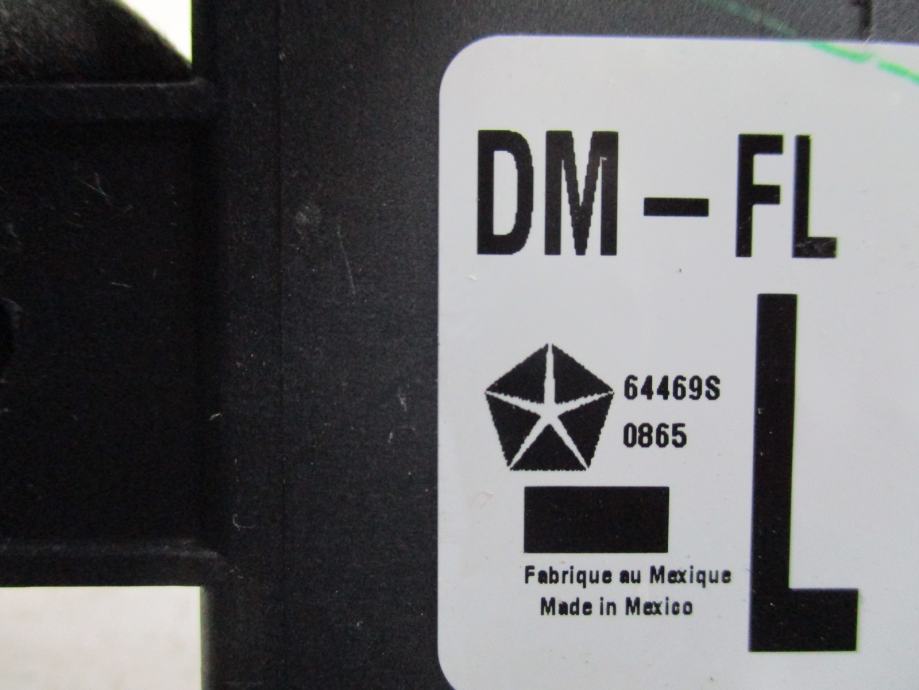 DM-FL
64469S
0865
L
Fabrique au Mexique
Made in Mexico